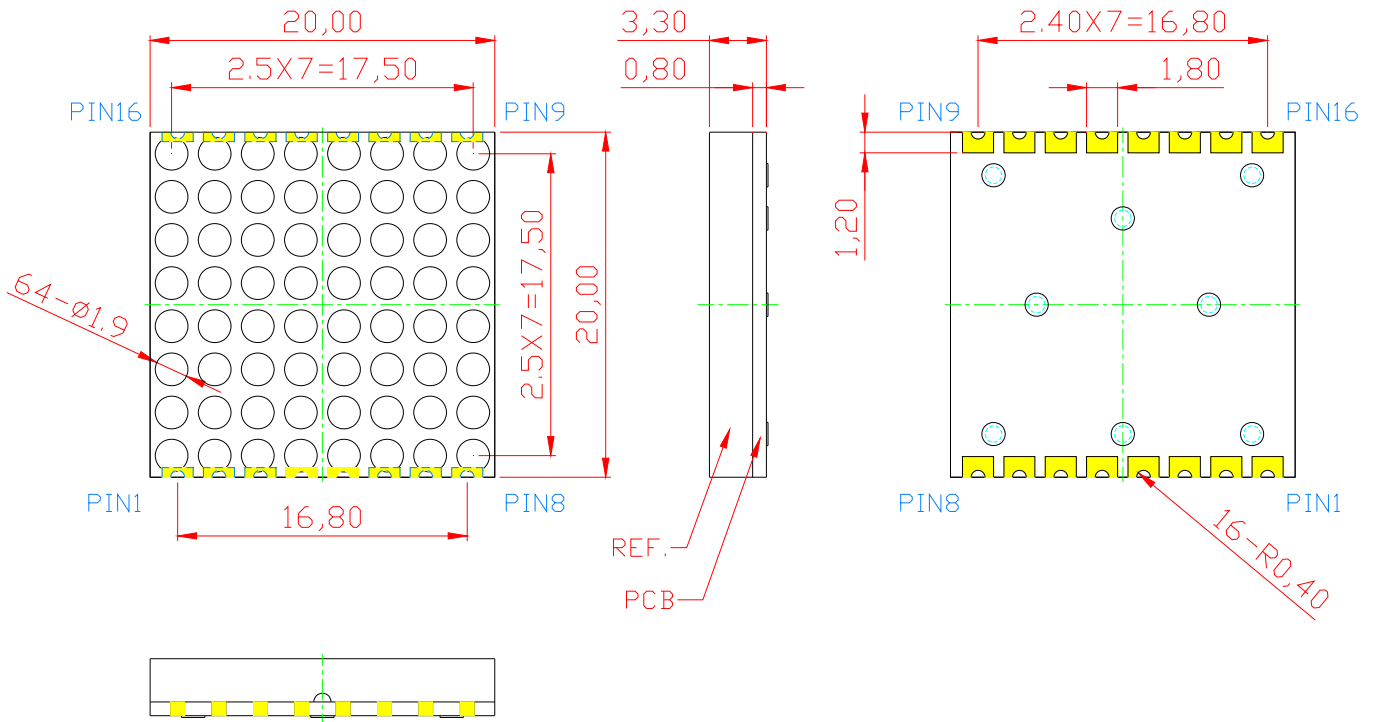 20,00
2.5X7=17,50
PIN16
PIN9
64-Ø1.9
2.5X7=17,50
20,00
PIN1
PIN8
16,80
3,30
0,80
REF.
PCB
2.40X7=16,80
1,80
PIN9
PIN16
1,20
PIN8
PIN1
16-R0,40